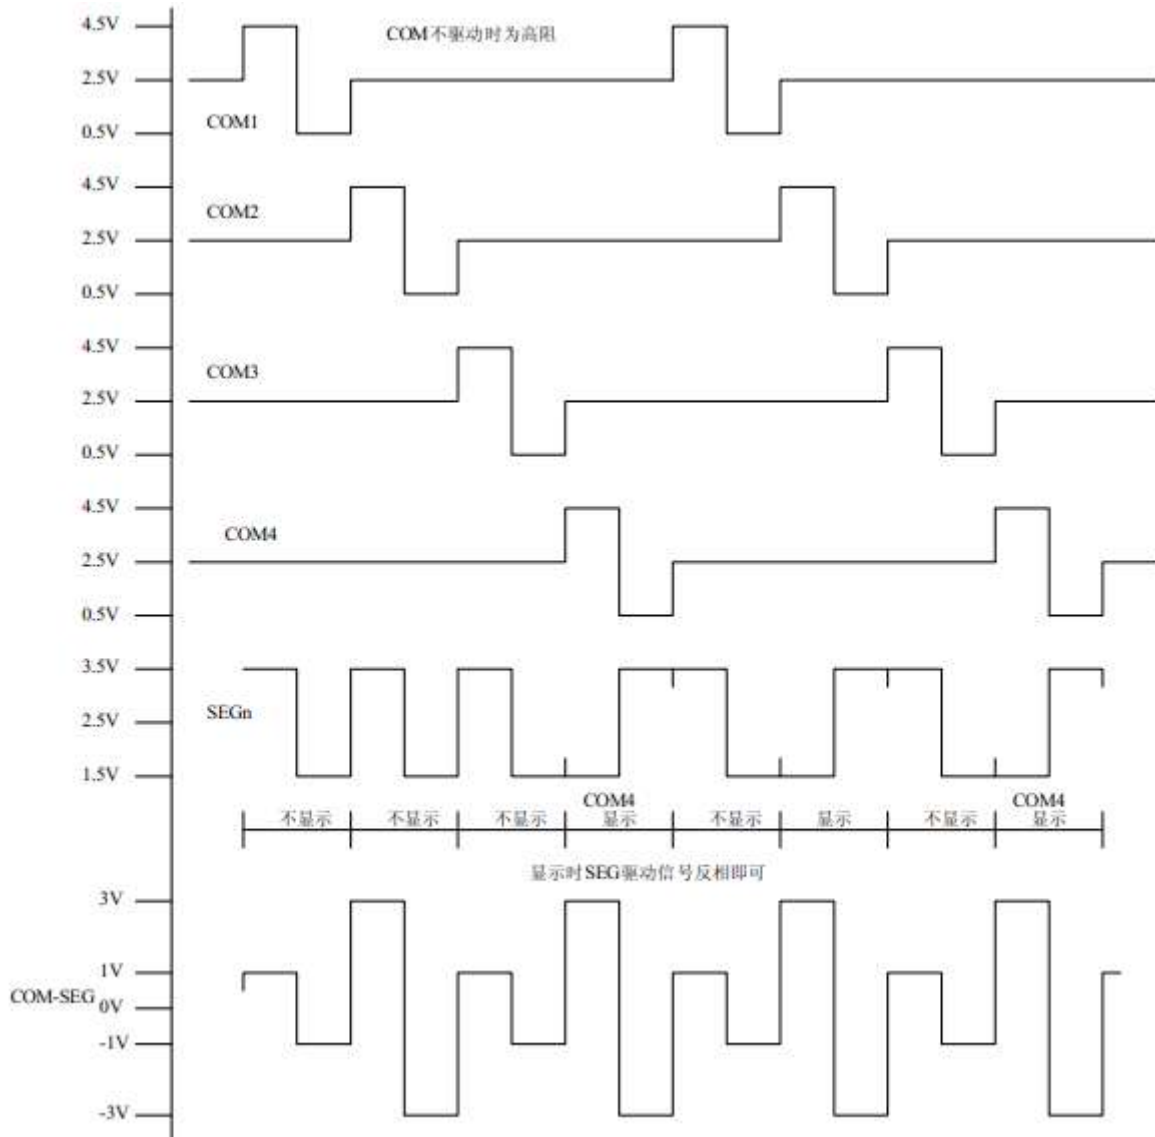 4.5V
COM不驱动时为高阻
2.5V
COM1
0.5V
4.5V
COM2
2.5V
0.5V
4.5V
COM3
2.5V
0.5V
4.5V
COM4
2.5V
0.5V
3.5V
SEGn
2.5V
1.5V
COM4 COM4
不显示 不显示 不显示 显示 不显示 显示 不显示 显示
显示时SEG驱动信号反相即可
3V
1V
COM-SEG 0V
-1V
-3V